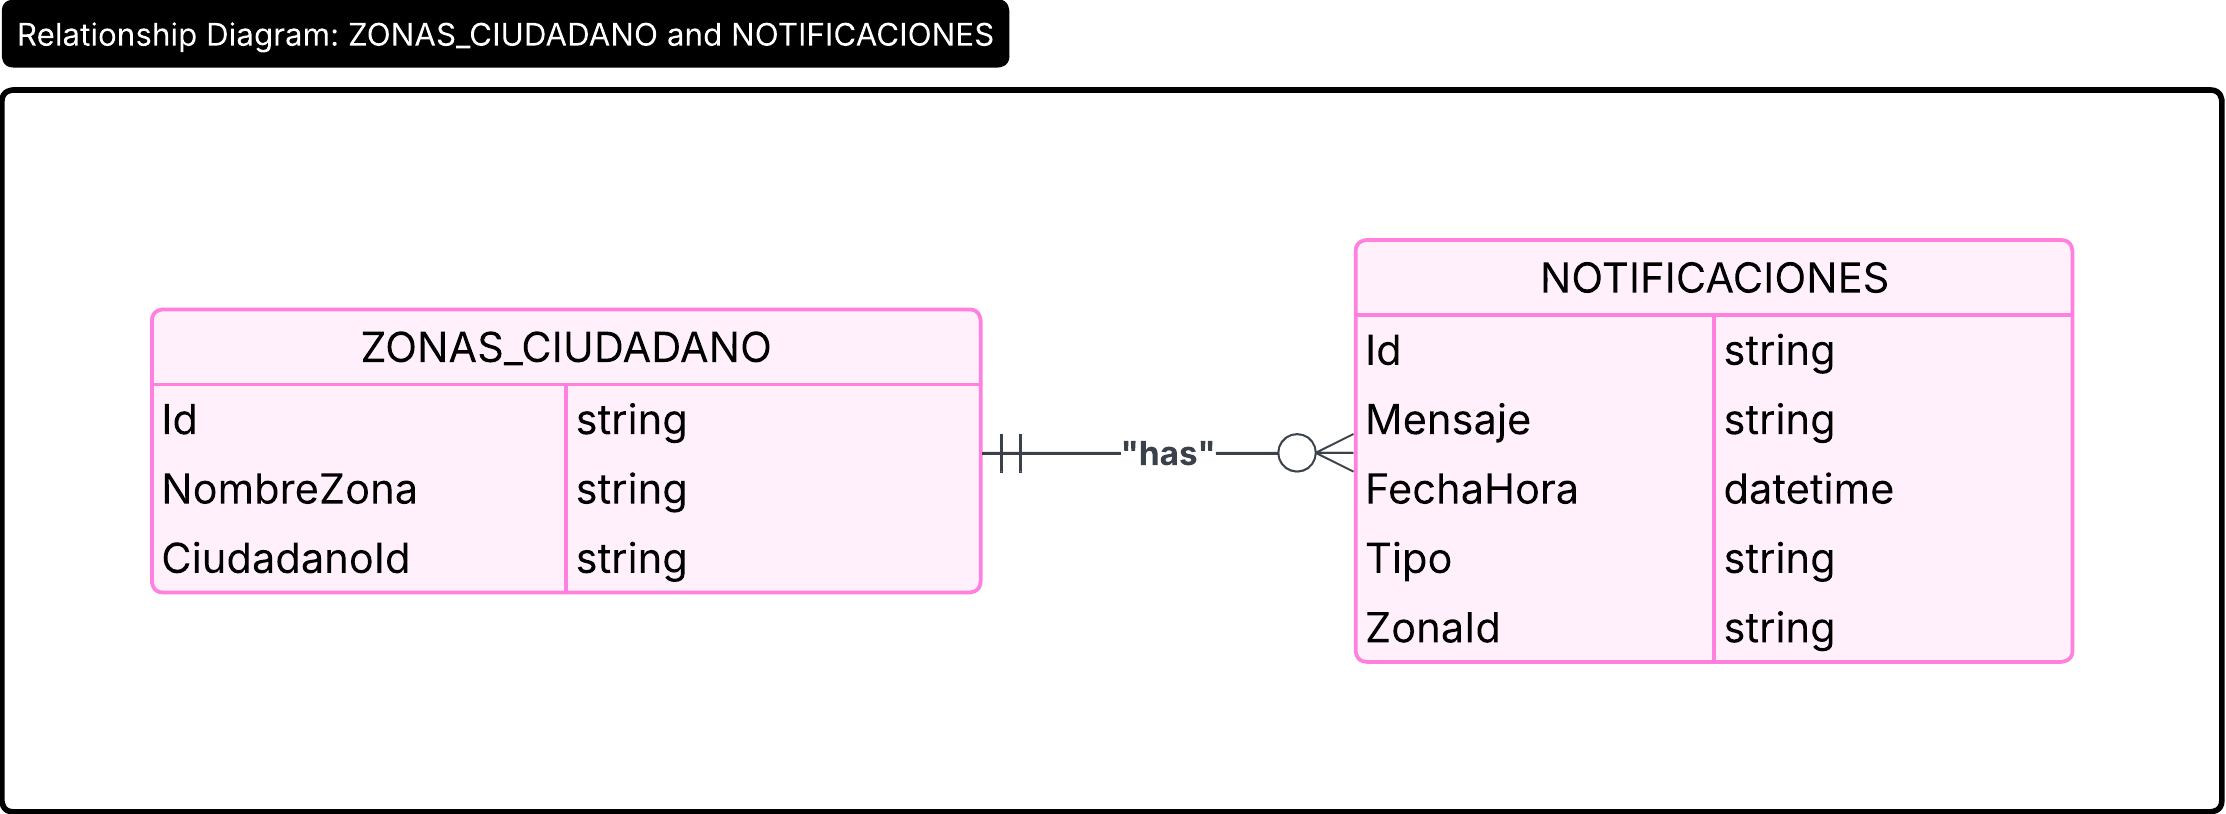 Relationship Diagram: ZONAS_CIUDADANO and NOTIFICACIONES
ZONAS_CIUDADANO
Id string
NombreZona string
CiudadanoId string
"has"
NOTIFICACIONES
Id string
Mensaje string
FechaHora datetime
Tipo string
ZonaId string